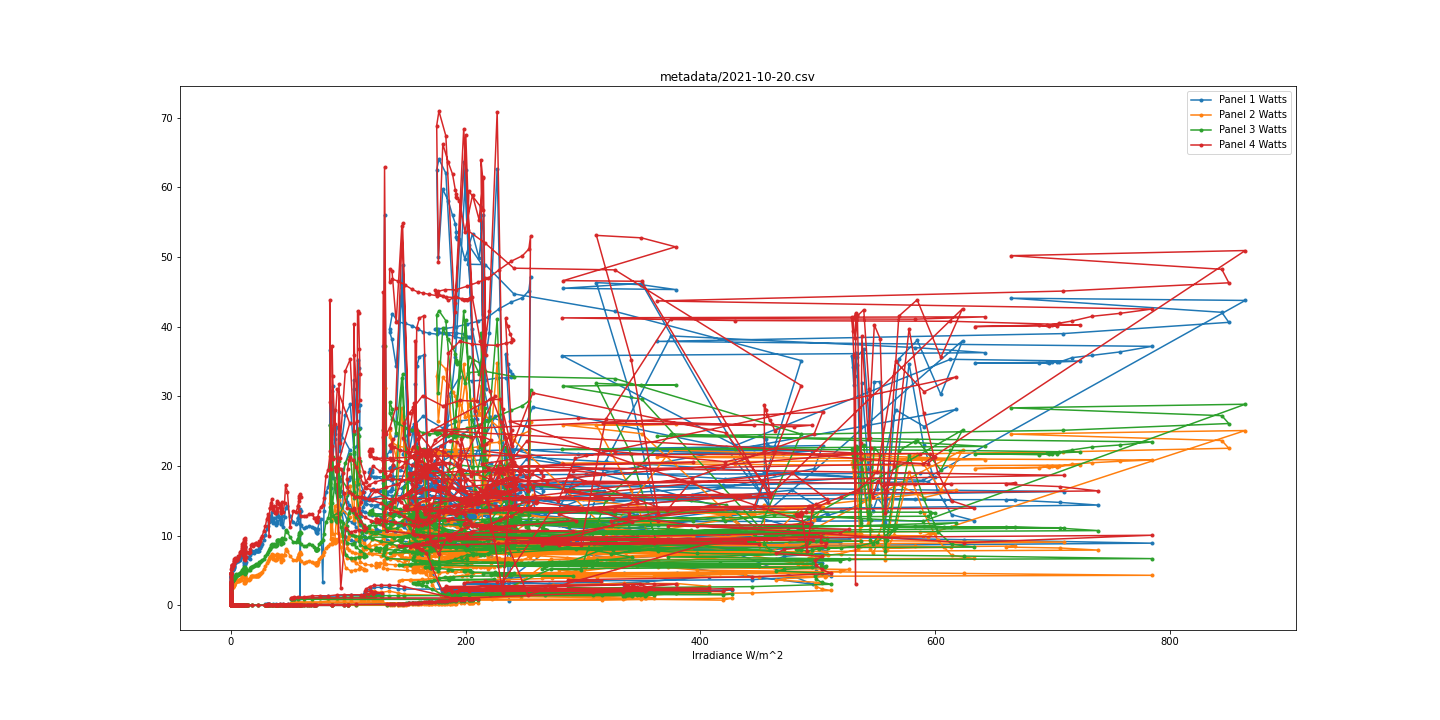 metadata/2021-10-20.csv
Panel 1 Watts
Panel 2 Watts
Panel 3 Watts
Panel 4 Watts
70
60
50
40
30
20
10
0
0 200 400 600 800
Irradiance W/m^2